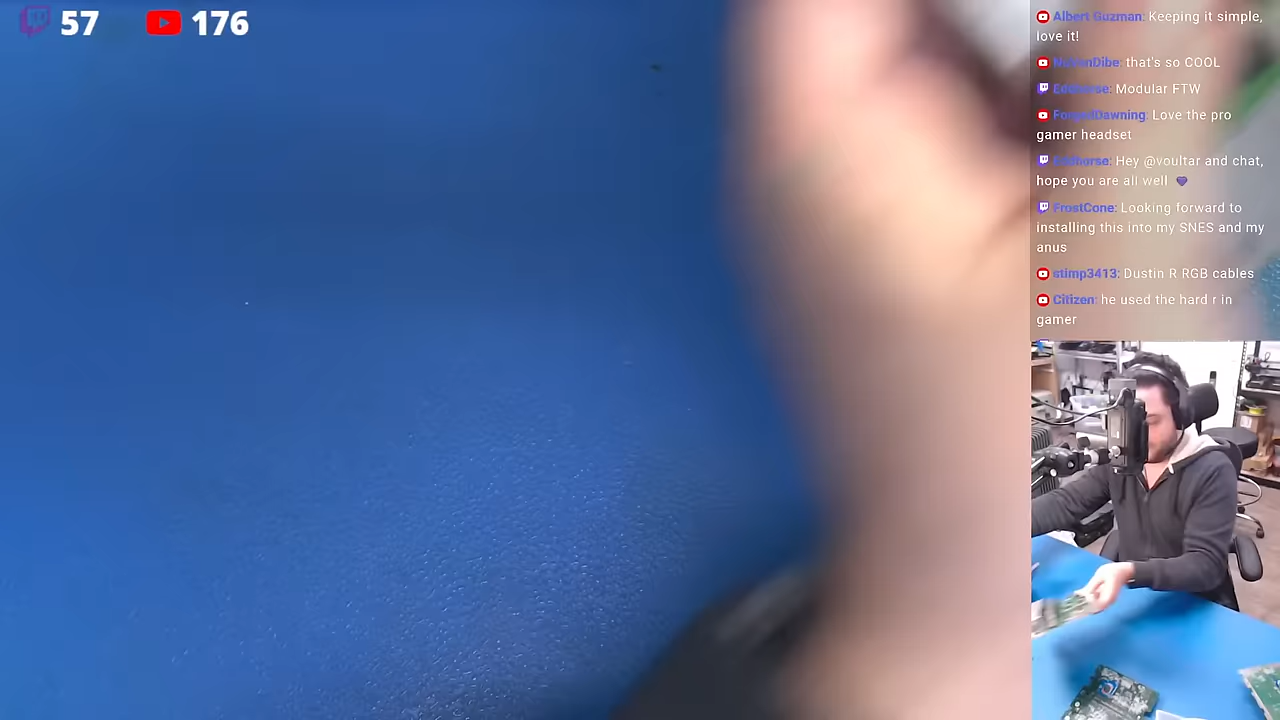 57 176
Albert Guzman: Keeping it simple,
love it!
that's so COOL
Modular FTW
Love the pro
gamer headset
Hey @voultar and chat,
hope you are all well 💜
FrostCone: Looking forward to
installing this into my SNES and my
anus
stimp3413: Dustin R RGB cables
Citizen: he used the hard r in
gamer